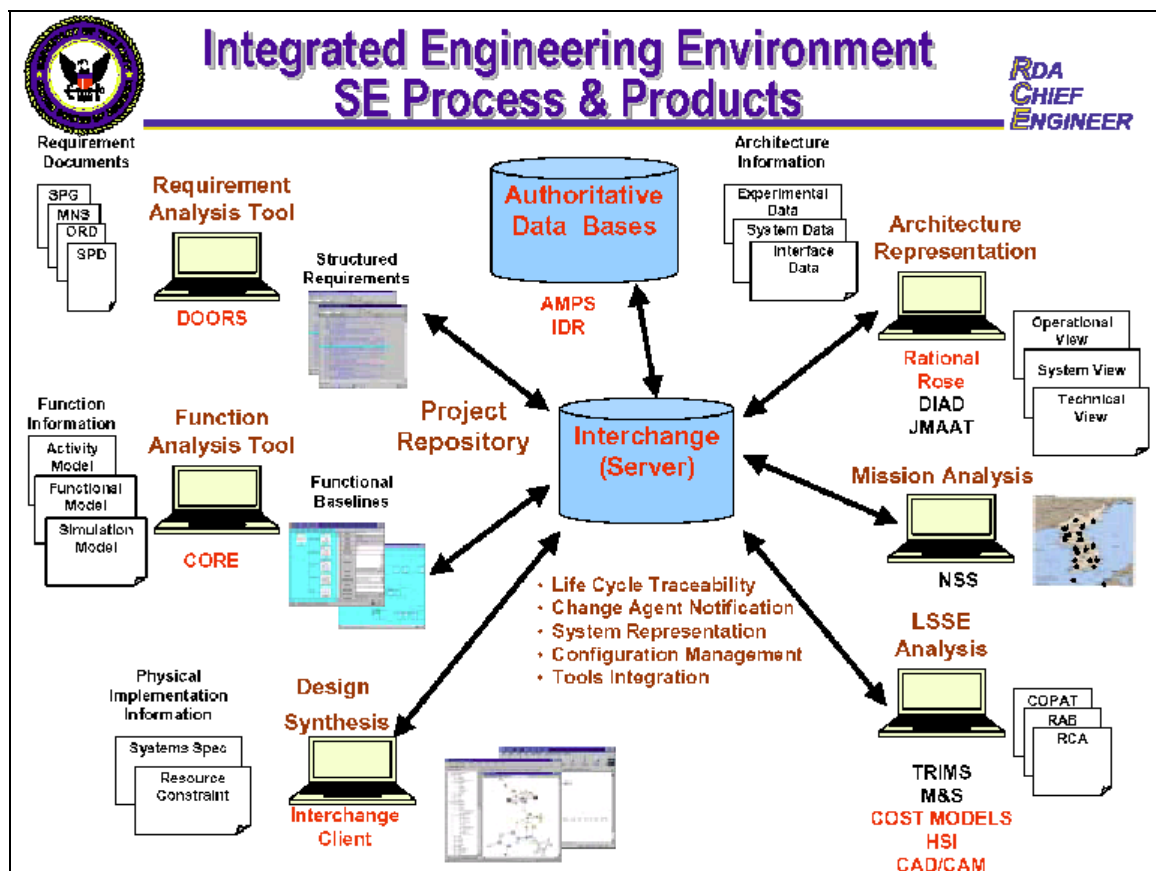 Integrated Engineering Environment
SE Process & Products
RDA
CHIEF
ENGINEER
Requirement
Documents
SPG
MNS
ORD
SPD
Requirement
Analysis Tool
DOORS
Structured
Requirements
Authoritative
Data Bases
AMPS
IDR
Architecture
Information
Experimental
Data
System Data
Interface
Data
Architecture
Representation
Rational
Rose
DIAD
JMAAT
Operational
View
System View
Technical
View
Function
Information
Activity
Model
Functional
Model
Simulation
Model
Function
Analysis Tool
CORE
Functional
Baselines
Project
Repository
Interchange
(Server)
Mission Analysis
NSS
• Life Cycle Traceability
• Change Agent Notification
• System Representation
• Configuration Management
• Tools Integration
LSSE
Analysis
TRIMS
M&S
COST MODELS
HSI
CAD/CAM
COPAT
RAB
RCA
Physical
Implementation
Information
Systems Spec
Resource
Constraint
Design
Synthesis
Interchange
Client